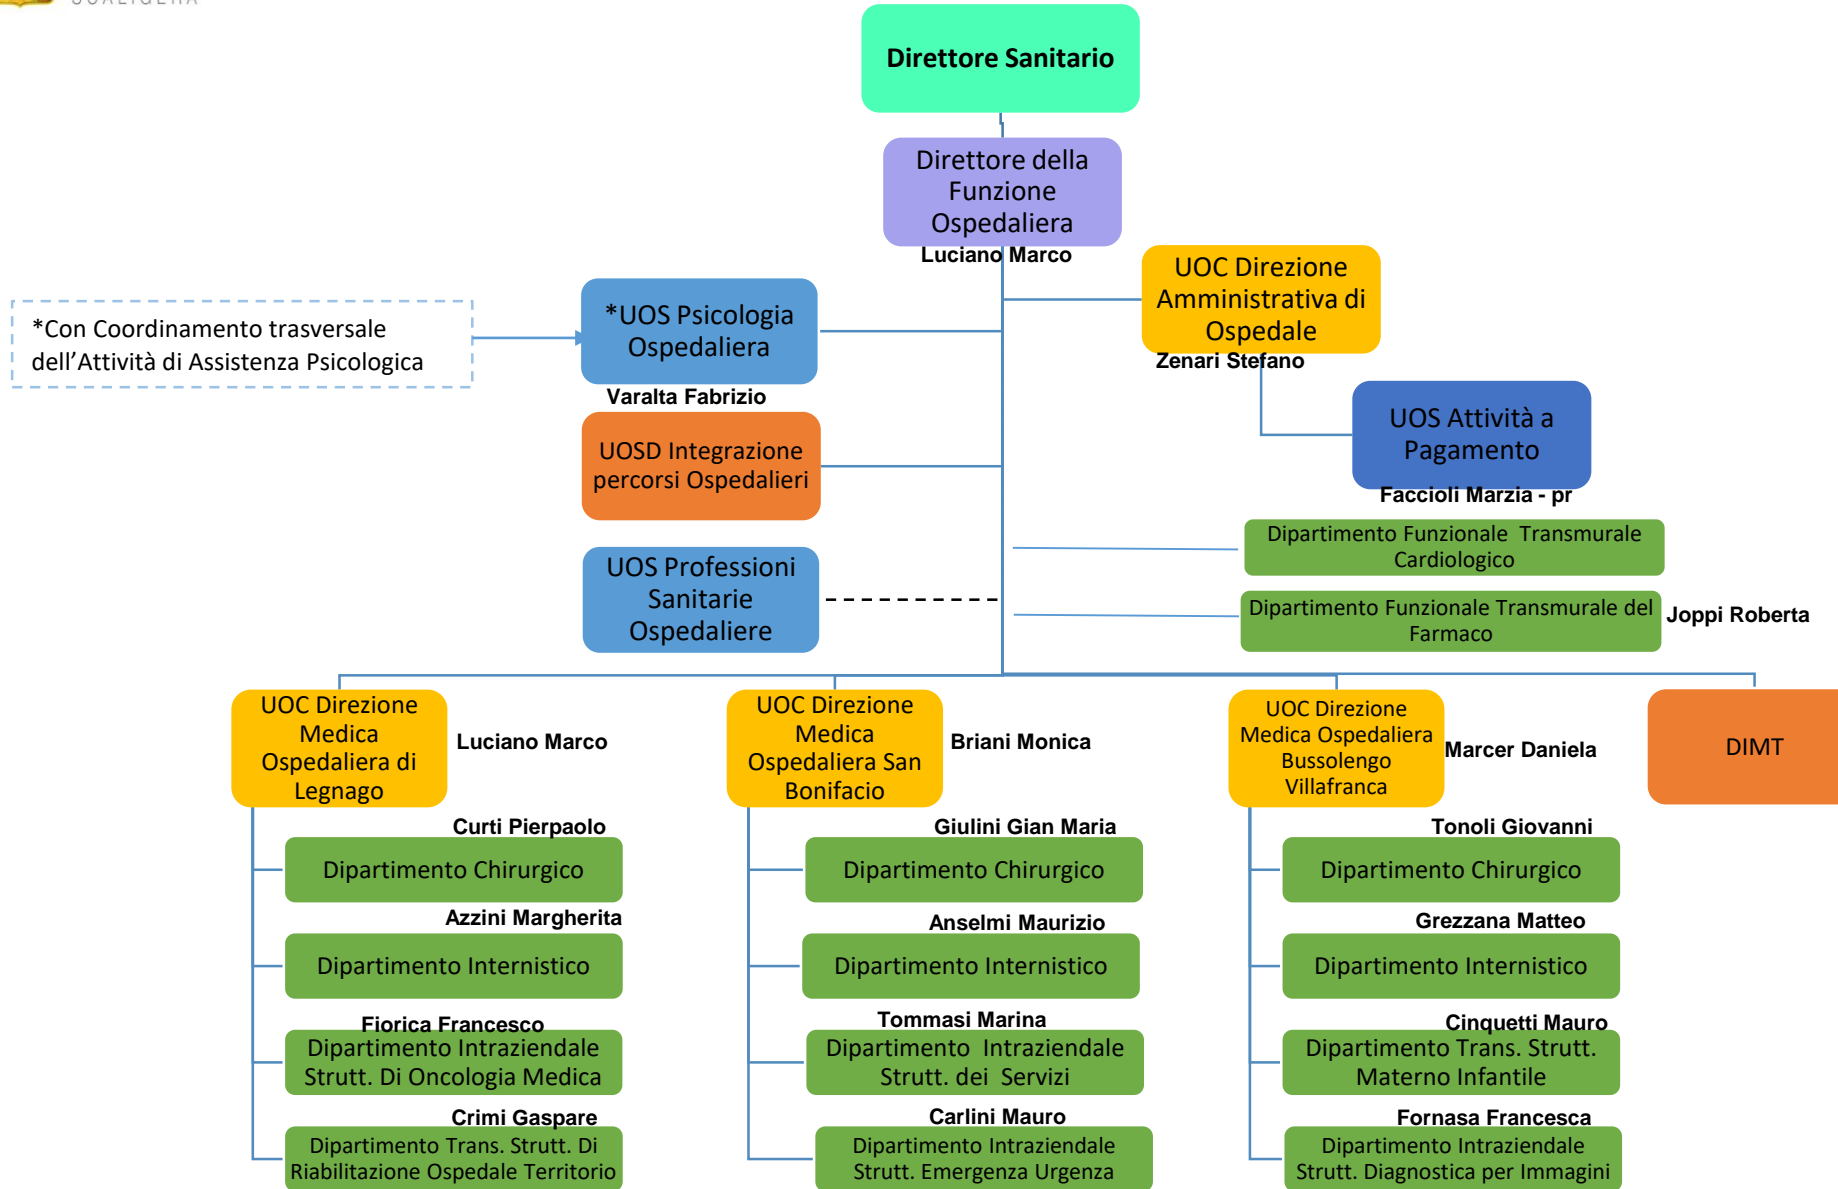 SCALIGERA
Direttore Sanitario
Direttore della
Funzione
Ospedaliera
Luciano Marco
UOC Direzione
Amministrativa di
Ospedale
Zenari Stefano
*Con Coordinamento trasversale
dell'Attività di Assistenza Psicologica
*UOS Psicologia
Ospedaliera
Varalta Fabrizio
UOS Attività a
Pagamento
Faccioli Marzia - pr
UOSD Integrazione
percorsi Ospedalieri
Dipartimento Funzionale  Transmurale
Cardiologico
UOS Professioni
Sanitarie
Ospedaliere
Dipartimento Funzionale Transmurale del
Farmaco
Joppi Roberta
UOC Direzione
Medica
Ospedaliera di
Legnago
Luciano Marco
UOC Direzione
Medica
Ospedaliera San
Bonifacio
Briani Monica
UOC Direzione
Medica Ospedaliera
Bussolengo
Villafranca
Marcer Daniela
DIMT
Curti Pierpaolo
Dipartimento Chirurgico
Azzini Margherita
Dipartimento Internistico
Fiorica Francesco
Dipartimento Intraziendale
Strutt. Di Oncologia Medica
Crimi Gaspare
Dipartimento Trans. Strutt. Di
Riabilitazione Ospedale Territorio
Giulini Gian Maria
Dipartimento Chirurgico
Anselmi Maurizio
Dipartimento Internistico
Tommasi Marina
Dipartimento  Intraziendale
Strutt. dei  Servizi
Carlini Mauro
Dipartimento Intraziendale
Strutt. Emergenza Urgenza
Tonoli Giovanni
Dipartimento Chirurgico
Grezzana Matteo
Dipartimento Internistico
Cinquetti Mauro
Dipartimento Trans. Strutt.
Materno Infantile
Fornasa Francesca
Dipartimento Intraziendale
Strutt. Diagnostica per Immagini